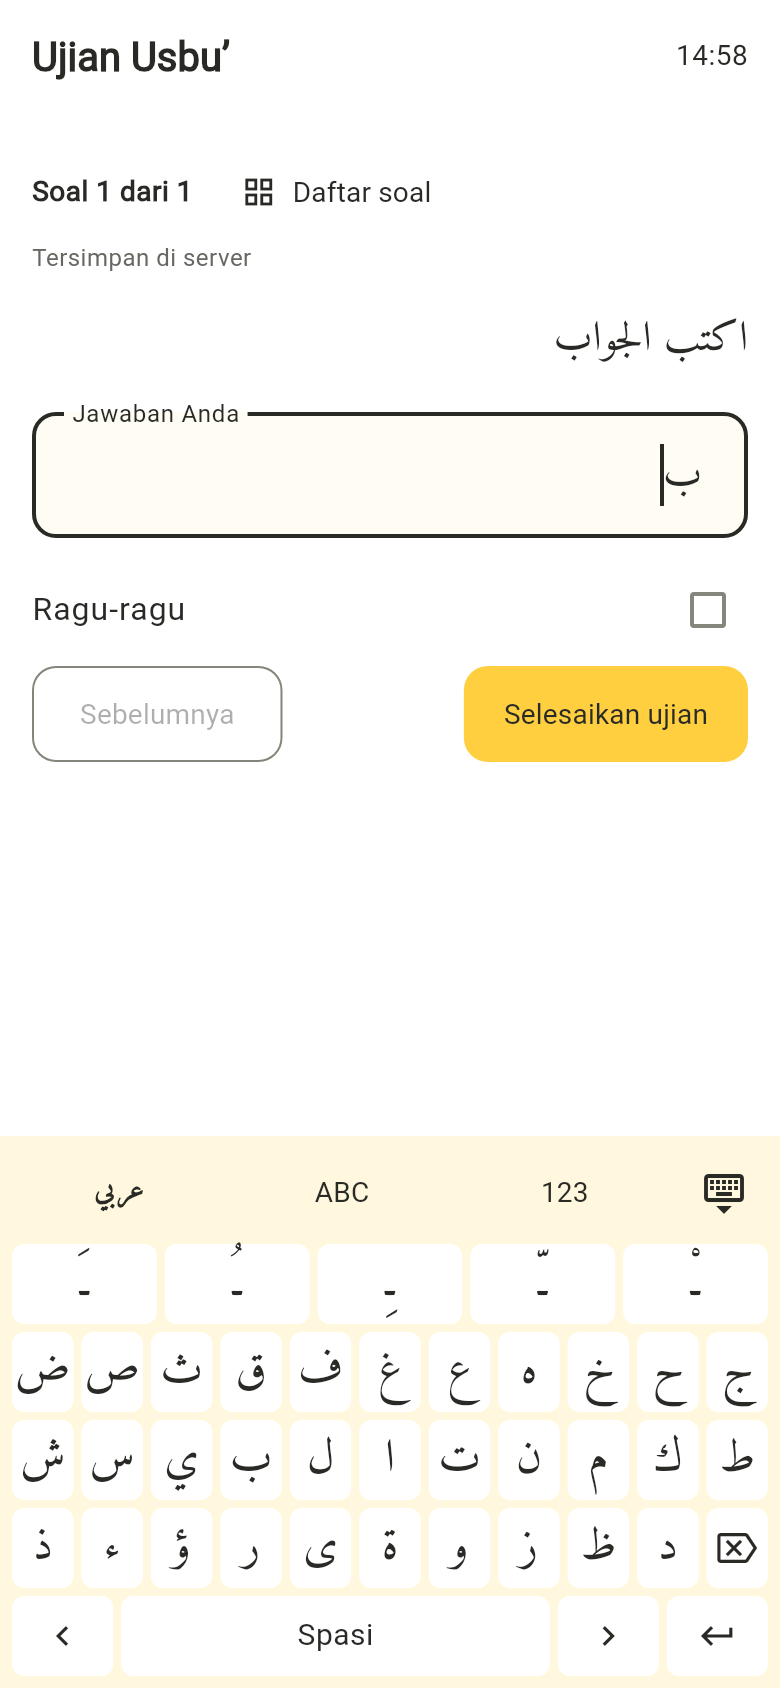 Ujian Usbu’
14:58
Soal 1 dari 1
Daftar soal
Tersimpan di server
اكتب الجواب
Jawaban Anda
ب
Ragu-ragu
Sebelumnya
Selesaikan ujian
عربي
ABC
123
ـَ ـُ ـِ ـّ ـْ
ض ص ث ق ف غ ع ه خ ح ج
ش س ي ب ل ا ت ن م ك ط
ذ ء ؤ ر ى ة و ز ظ د
Spasi